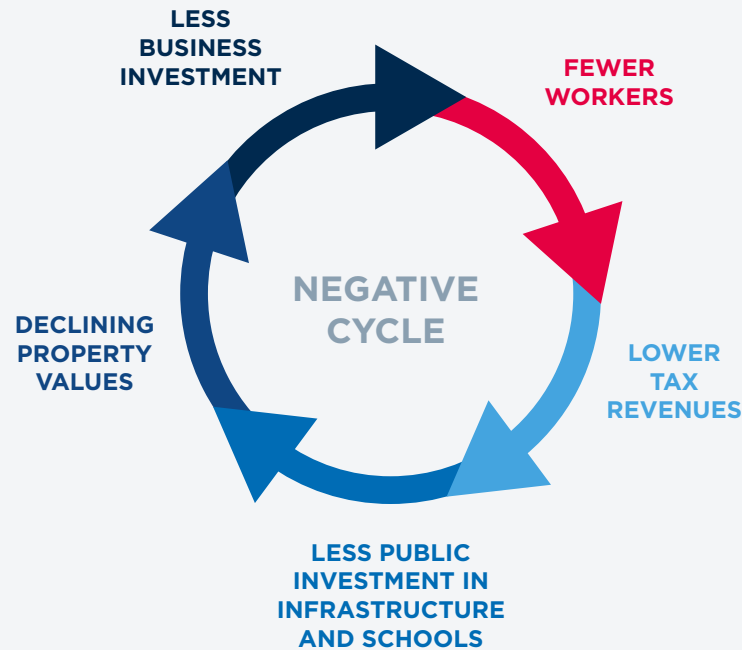 LESS
BUSINESS
INVESTMENT
FEWER
WORKERS
NEGATIVE
CYCLE
DECLINING
PROPERTY
VALUES
LOWER
TAX
REVENUES
LESS PUBLIC
INVESTMENT IN
INFRASTRUCTURE
AND SCHOOLS